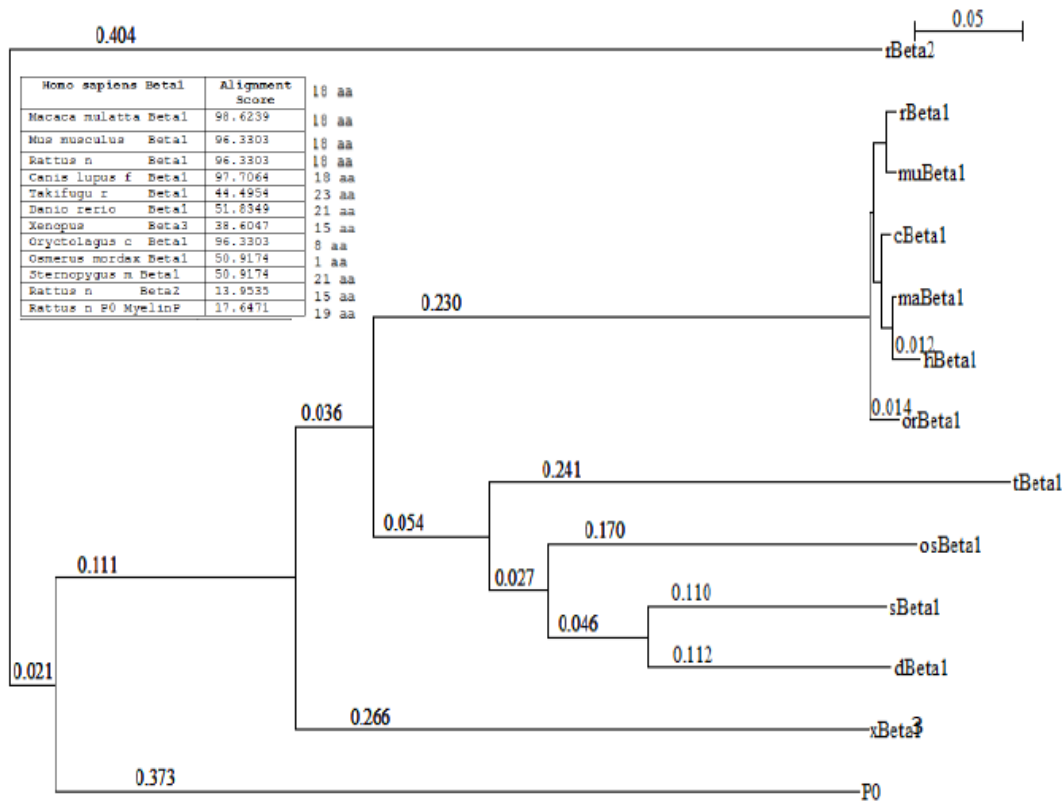 0.404
0.05
rBeta2
Homo sapiens Beta1 Alignment Score 18 aa
Macaca mulatta Beta1 98.6239 18 aa
Mus musculus Beta1 96.3303 18 aa
Rattus n Beta1 96.3303 18 aa
Canis lupus f Beta1 97.7064 18 aa
Takifugu r Beta1 44.4954 23 aa
Danio rerio Beta1 51.8349 21 aa
Xenopus Beta3 38.6047 15 aa
Oryctolagus c Beta1 96.3303 8 aa
Osmerus mordax Beta1 50.9174 1 aa
Sternopygus m Beta1 50.9174 21 aa
Rattus n Beta2 13.9535 15 aa
Rattus n P0 MyelinP 17.6471 19 aa
rBeta1
muBeta1
cBeta1
0.230
maBeta1
0.012
hBeta1
0.036
0.014
orBeta1
0.241
tBeta1
0.054
0.170
osBeta1
0.111
0.027
0.110
sBeta1
0.046
0.112
dBeta1
0.021
0.266
xBeta3
0.373
P0